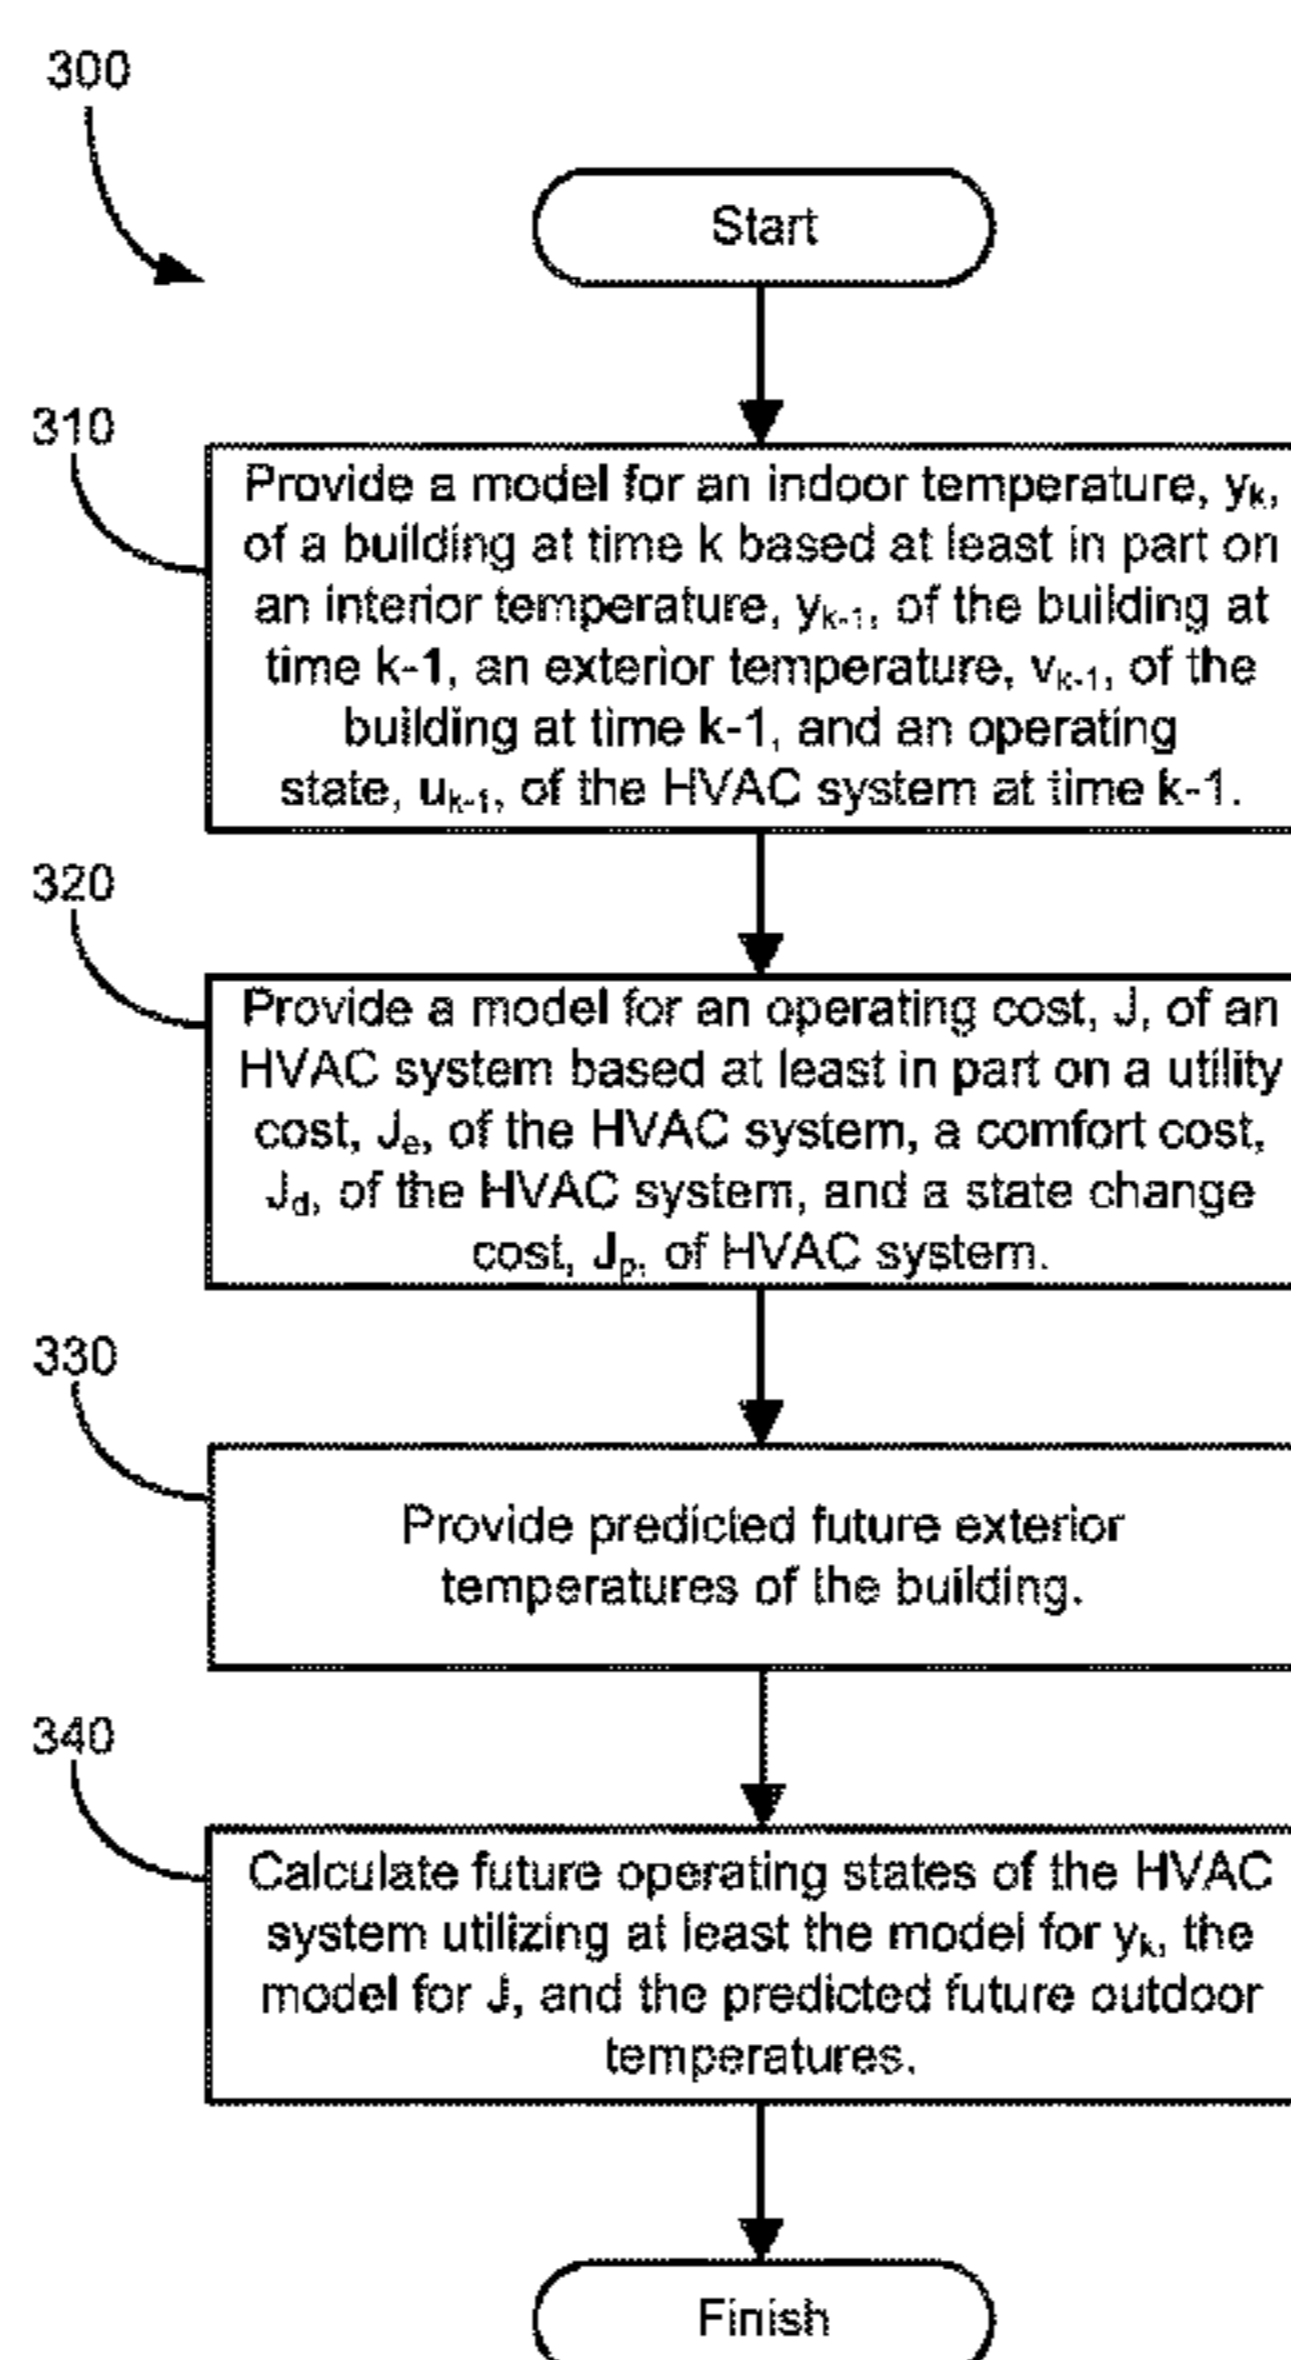 300
Start
310
Provide a model for an indoor temperature, yk,
of a building at time k based at least in part on
an interior temperature, yk-1, of the building at
time k-1, an exterior temperature, vk-1, of the
building at time k-1, and an operating
state, uk-1, of the HVAC system at time k-1.
320
Provide a model for an operating cost, J, of an
HVAC system based at least in part on a utility
cost, Je, of the HVAC system, a comfort cost,
Jd, of the HVAC system, and a state change
cost, Jp, of HVAC system.
330
Provide predicted future exterior
temperatures of the building.
340
Calculate future operating states of the HVAC
system utilizing at least the model for yk, the
model for J, and the predicted future outdoor
temperatures.
Finish